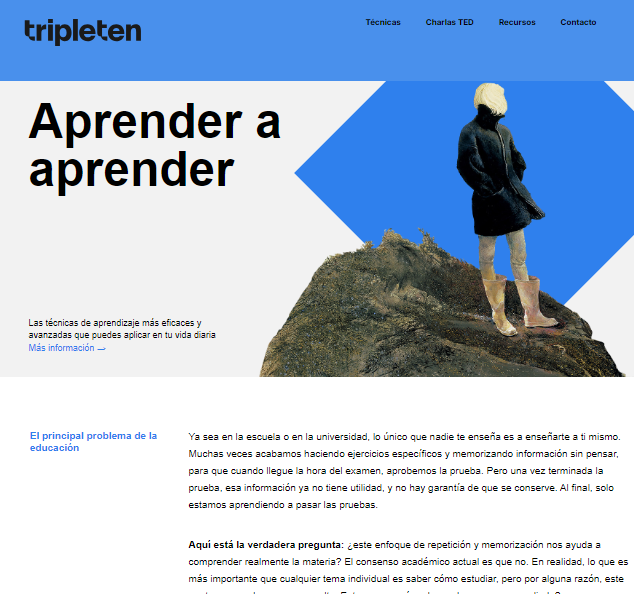 tripleten
Técnicas
Charlas TED
Recursos
Contacto
Aprender a
aprender
Las técnicas de aprendizaje más eficaces y
avanzadas que puedes aplicar en tu vida diaria
Más información
El principal problema de la
educación
Ya sea en la escuela o en la universidad, lo único que nadie te enseña es a enseñarte a ti mismo.
Muchas veces acabamos haciendo ejercicios específicos y memorizando información sin pensar,
para que cuando llegue la hora del examen, aprobemos la prueba. Pero una vez terminada la
prueba, esa información ya no tiene utilidad, y no hay garantía de que se conserve. Al final, solo
estamos aprendiendo a pasar las pruebas.
Aquí está la verdadera pregunta: ¿este enfoque de repetición y memorización nos ayuda a
comprender realmente la materia? El consenso académico actual es que no. En realidad, lo que es
más importante que cualquier tema individual es saber cómo estudiar, pero por alguna razón, este